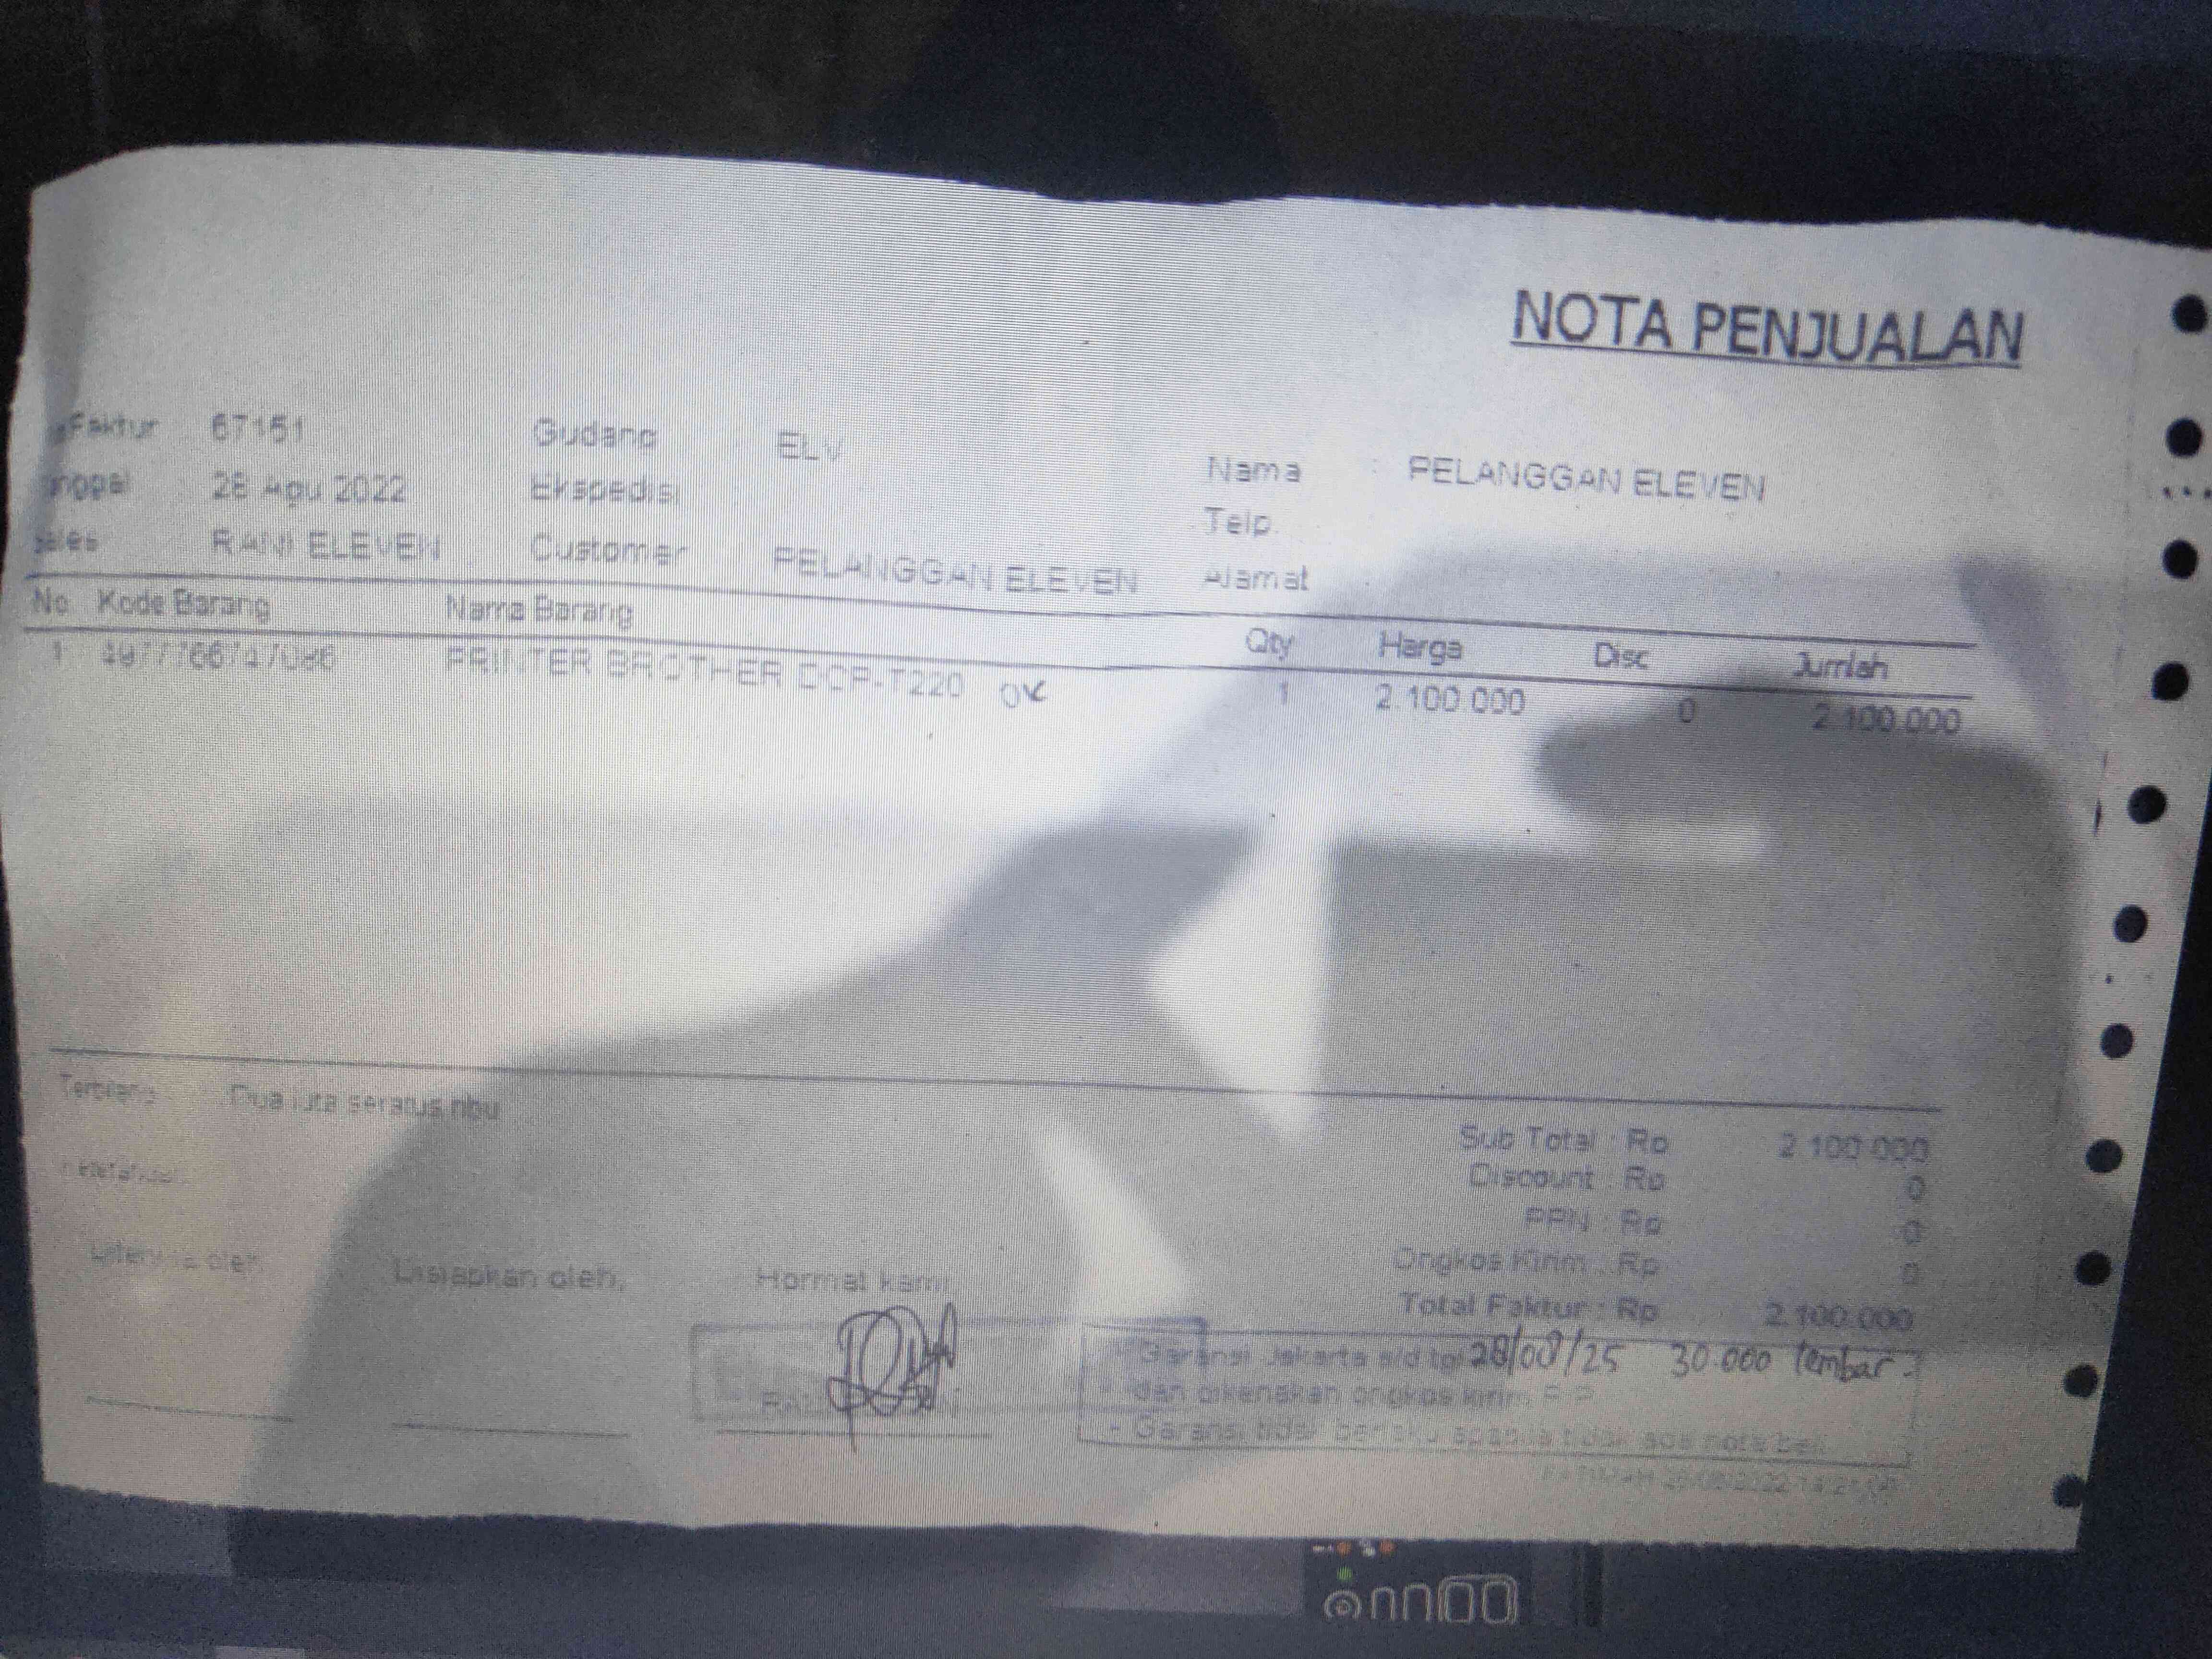 NOTA PENJUALAN
Faktur 67151 Gudang ELV Nama : PELANGGAN ELEVEN
28 Agu 2022 Ekspedisi Telp.
RANI ELEVEN Customer PELANGGAN ELEVEN Alamat
No Kode Barang Nama Barang Qty Harga Disc Jumlah
1 PRINTER BROTHER DCP-T220 OK 1 2.100.000 0 2.100.000
Terbilang : Dua juta seratus ribu
Sub Total : Rp 2.100.000
Discount : Rp 0
PPN : Rp 0
Ongkos Kirim : Rp 0
Total Faktur : Rp 2.100.000
Disiapkan oleh, Hormat kami,
- Garansi Jakarta s/d tgl 28/08/25 30.000 lembar
dan dikenakan ongkos kirim P.P
- Garansi tidak berlaku apabila tidak ada nota beli